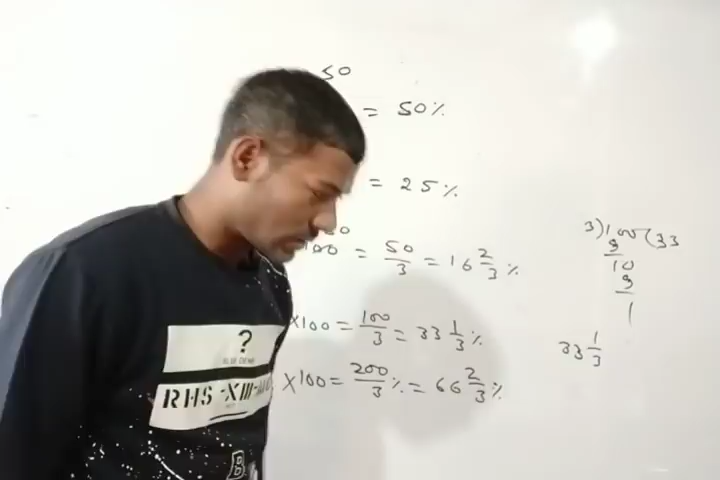 50
= 50%
= 25%
100 = 50/3 = 16 2/3 %
3)100(33
9
10
9
1
×100 = 100/3 = 33 1/3 %
33 1/3
×100 = 200/3 % = 66 2/3 %
?
RHS -XIII-
B